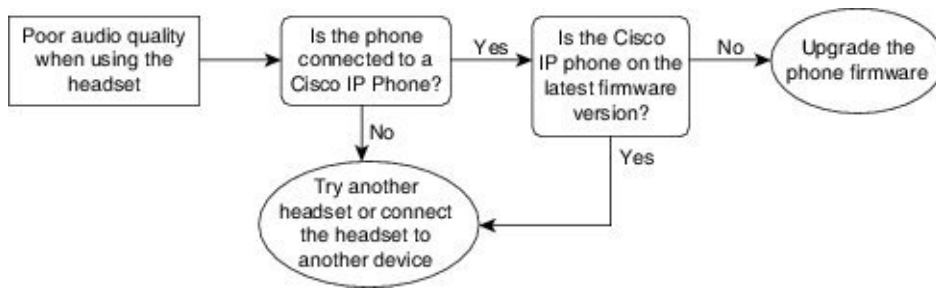 Poor audio quality
when using the
headset
Is the phone
connected to a
Cisco IP Phone?
Yes
Is the Cisco
IP phone on the
latest firmware
version?
No
Upgrade the
phone firmware
No
Yes
Try another
headset or connect
the headset to
another device